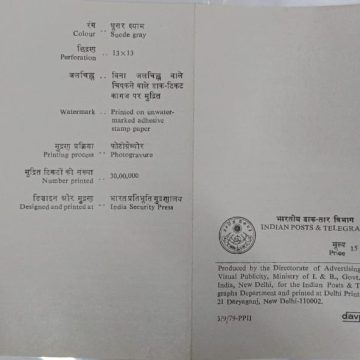 रंग .. धूसर श्याम
Colour .. Suede gray
छिद्रण
Perforation .. 13×13
जलचिह्न .. बिना जलचिह्न वाले
चिपकने वाले डाक-टिकट
कागज पर मुद्रित
Watermark .. Printed on unwater-
marked adhesive
stamp paper
मुद्रण प्रक्रिया .. फोटोग्रेव्योर
Printing process .. Photogravure
मुद्रित टिकटों की संख्या
Number printed .. 30,00,000
डिजाइन और मुद्रण .. भारत प्रतिभूति मुद्रणालय
Designed and printed at .. India Security Press
भारतीय डाक-तार विभाग
INDIAN POSTS & TELEGRA
मूल्य
Price 15
Produced by the Directorate of Advertising
Visual Publicity, Ministry of I. & B., Govt.
India, New Delhi, for the Indian Posts & T
graphs Department and printed at Delhi Print
21 Daryaganj, New Delhi-110002.
3/9/79-PPII
davp